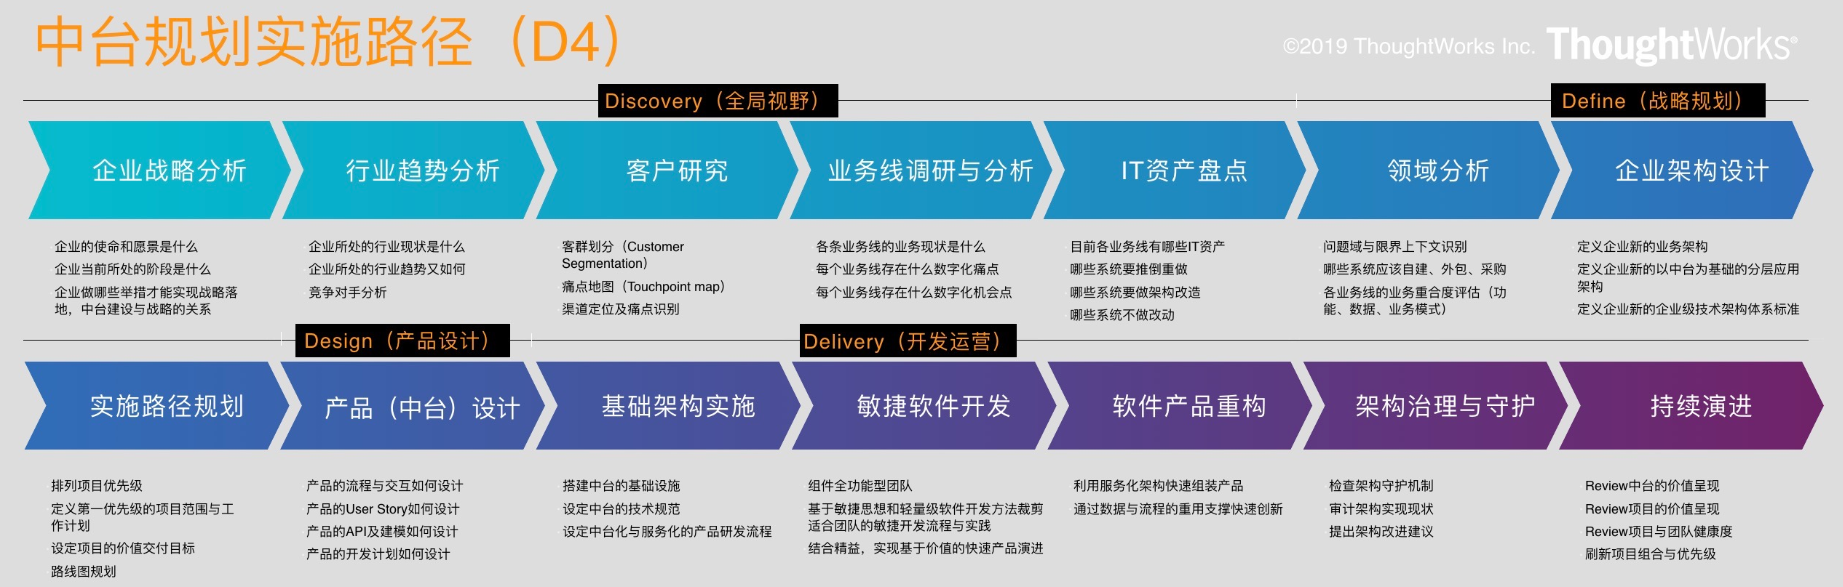 中台规划实施路径（D4）
©2019 ThoughtWorks Inc. ThoughtWorks®
Discovery（全局视野）
Define（战略规划）
企业战略分析
行业趋势分析
客户研究
业务线调研与分析
IT资产盘点
领域分析
企业架构设计
企业的使命和愿景是什么
企业当前所处的阶段是什么
企业做哪些举措才能实现战略落
地，中台建设与战略的关系
企业所处的行业现状是什么
企业所处的行业趋势又如何
竞争对手分析
客群划分（Customer
Segmentation）
痛点地图（Touchpoint map）
渠道定位及痛点识别
各条业务线的业务现状是什么
每个业务线存在什么数字化痛点
每个业务线存在什么数字化机会点
目前各业务线有哪些IT资产
哪些系统要推倒重做
哪些系统要做架构改造
哪些系统不做改动
问题域与限界上下文识别
哪些系统应该自建、外包、采购
各业务线的业务重合度评估（功
能、数据、业务模式）
定义企业新的业务架构
定义企业新的以中台为基础的分层应用
架构
定义企业新的企业级技术架构体系标准
Design（产品设计）
Delivery（开发运营）
实施路径规划
产品（中台）设计
基础架构实施
敏捷软件开发
软件产品重构
架构治理与守护
持续演进
排列项目优先级
定义第一优先级的项目范围与工
作计划
设定项目的价值交付目标
路线图规划
产品的流程与交互如何设计
产品的User Story如何设计
产品的API及建模如何设计
产品的开发计划如何设计
搭建中台的基础设施
设定中台的技术规范
设定中台化与服务化的产品研发流程
组件全功能型团队
基于敏捷思想和轻量级软件开发方法裁剪
适合团队的敏捷开发流程与实践
结合精益，实现基于价值的快速产品演进
利用服务化架构快速组装产品
通过数据与流程的重用支撑快速创新
检查架构守护机制
审计架构实现现状
提出架构改进建议
Review中台的价值呈现
Review项目的价值呈现
Review项目与团队健康度
刷新项目组合与优先级